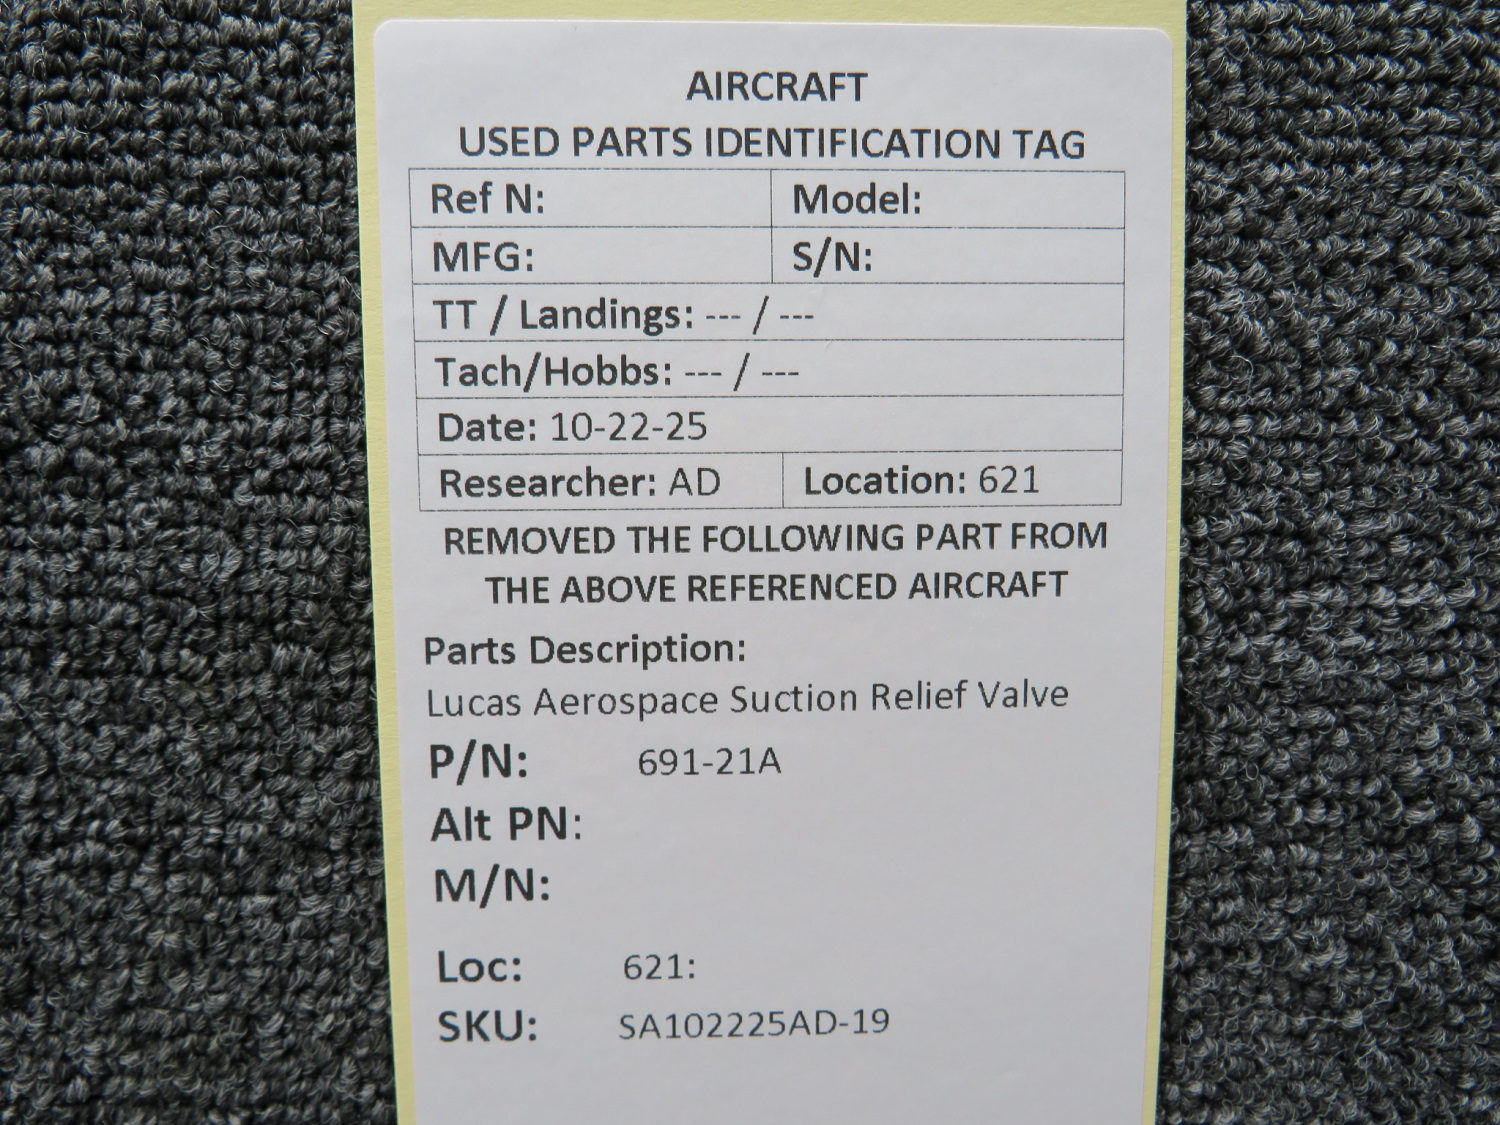 AIRCRAFT
USED PARTS IDENTIFICATION TAG
Ref N: Model:
MFG: S/N:
TT / Landings: --- / ---
Tach/Hobbs: --- / ---
Date: 10-22-25
Researcher: AD Location: 621
REMOVED THE FOLLOWING PART FROM
THE ABOVE REFERENCED AIRCRAFT
Parts Description:
Lucas Aerospace Suction Relief Valve
P/N: 691-21A
Alt PN:
M/N:
Loc: 621:
SKU: SA102225AD-19